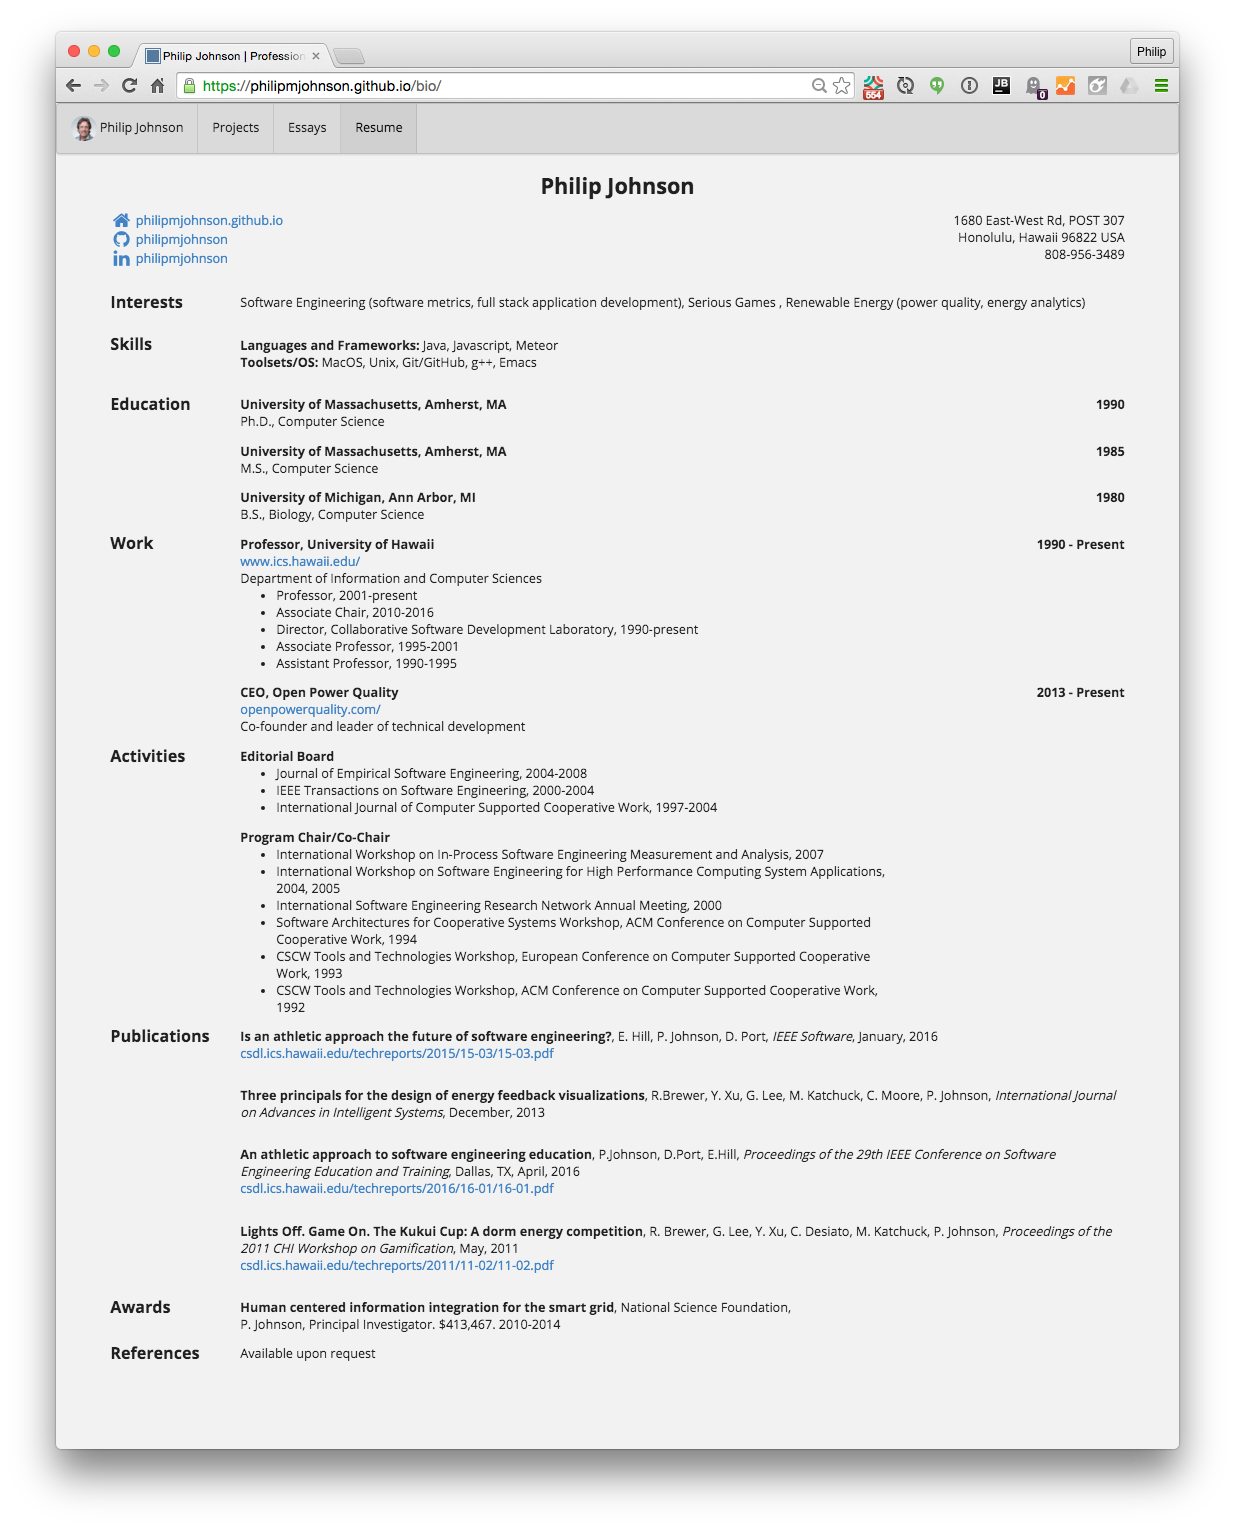 Philip Johnson | Profession
Philip
https://philipmjohnson.github.io/bio/
664
JB
0
Philip Johnson
Projects
Essays
Resume
Philip Johnson
philipmjohnson.github.io
philipmjohnson
philipmjohnson
1680 East-West Rd, POST 307
Honolulu, Hawaii 96822 USA
808-956-3489
Interests
Software Engineering (software metrics, full stack application development), Serious Games , Renewable Energy (power quality, energy analytics)
Skills
Languages and Frameworks: Java, Javascript, Meteor
Toolsets/OS: MacOS, Unix, Git/GitHub, g++, Emacs
Education
University of Massachusetts, Amherst, MA 1990
Ph.D., Computer Science
University of Massachusetts, Amherst, MA 1985
M.S., Computer Science
University of Michigan, Ann Arbor, MI 1980
B.S., Biology, Computer Science
Work
Professor, University of Hawaii 1990 - Present
www.ics.hawaii.edu/
Department of Information and Computer Sciences
• Professor, 2001-present
• Associate Chair, 2010-2016
• Director, Collaborative Software Development Laboratory, 1990-present
• Associate Professor, 1995-2001
• Assistant Professor, 1990-1995
CEO, Open Power Quality 2013 - Present
openpowerquality.com/
Co-founder and leader of technical development
Activities
Editorial Board
• Journal of Empirical Software Engineering, 2004-2008
• IEEE Transactions on Software Engineering, 2000-2004
• International Journal of Computer Supported Cooperative Work, 1997-2004
Program Chair/Co-Chair
• International Workshop on In-Process Software Engineering Measurement and Analysis, 2007
• International Workshop on Software Engineering for High Performance Computing System Applications,
2004, 2005
• International Software Engineering Research Network Annual Meeting, 2000
• Software Architectures for Cooperative Systems Workshop, ACM Conference on Computer Supported
Cooperative Work, 1994
• CSCW Tools and Technologies Workshop, European Conference on Computer Supported Cooperative
Work, 1993
• CSCW Tools and Technologies Workshop, ACM Conference on Computer Supported Cooperative Work,
1992
Publications
Is an athletic approach the future of software engineering?, E. Hill, P. Johnson, D. Port, IEEE Software, January, 2016
csdl.ics.hawaii.edu/techreports/2015/15-03/15-03.pdf
Three principals for the design of energy feedback visualizations, R.Brewer, Y. Xu, G. Lee, M. Katchuck, C. Moore, P. Johnson, International Journal
on Advances in Intelligent Systems, December, 2013
An athletic approach to software engineering education, P.Johnson, D.Port, E.Hill, Proceedings of the 29th IEEE Conference on Software
Engineering Education and Training, Dallas, TX, April, 2016
csdl.ics.hawaii.edu/techreports/2016/16-01/16-01.pdf
Lights Off. Game On. The Kukui Cup: A dorm energy competition, R. Brewer, G. Lee, Y. Xu, C. Desiato, M. Katchuck, P. Johnson, Proceedings of the
2011 CHI Workshop on Gamification, May, 2011
csdl.ics.hawaii.edu/techreports/2011/11-02/11-02.pdf
Awards
Human centered information integration for the smart grid, National Science Foundation,
P. Johnson, Principal Investigator. $413,467. 2010-2014
References
Available upon request